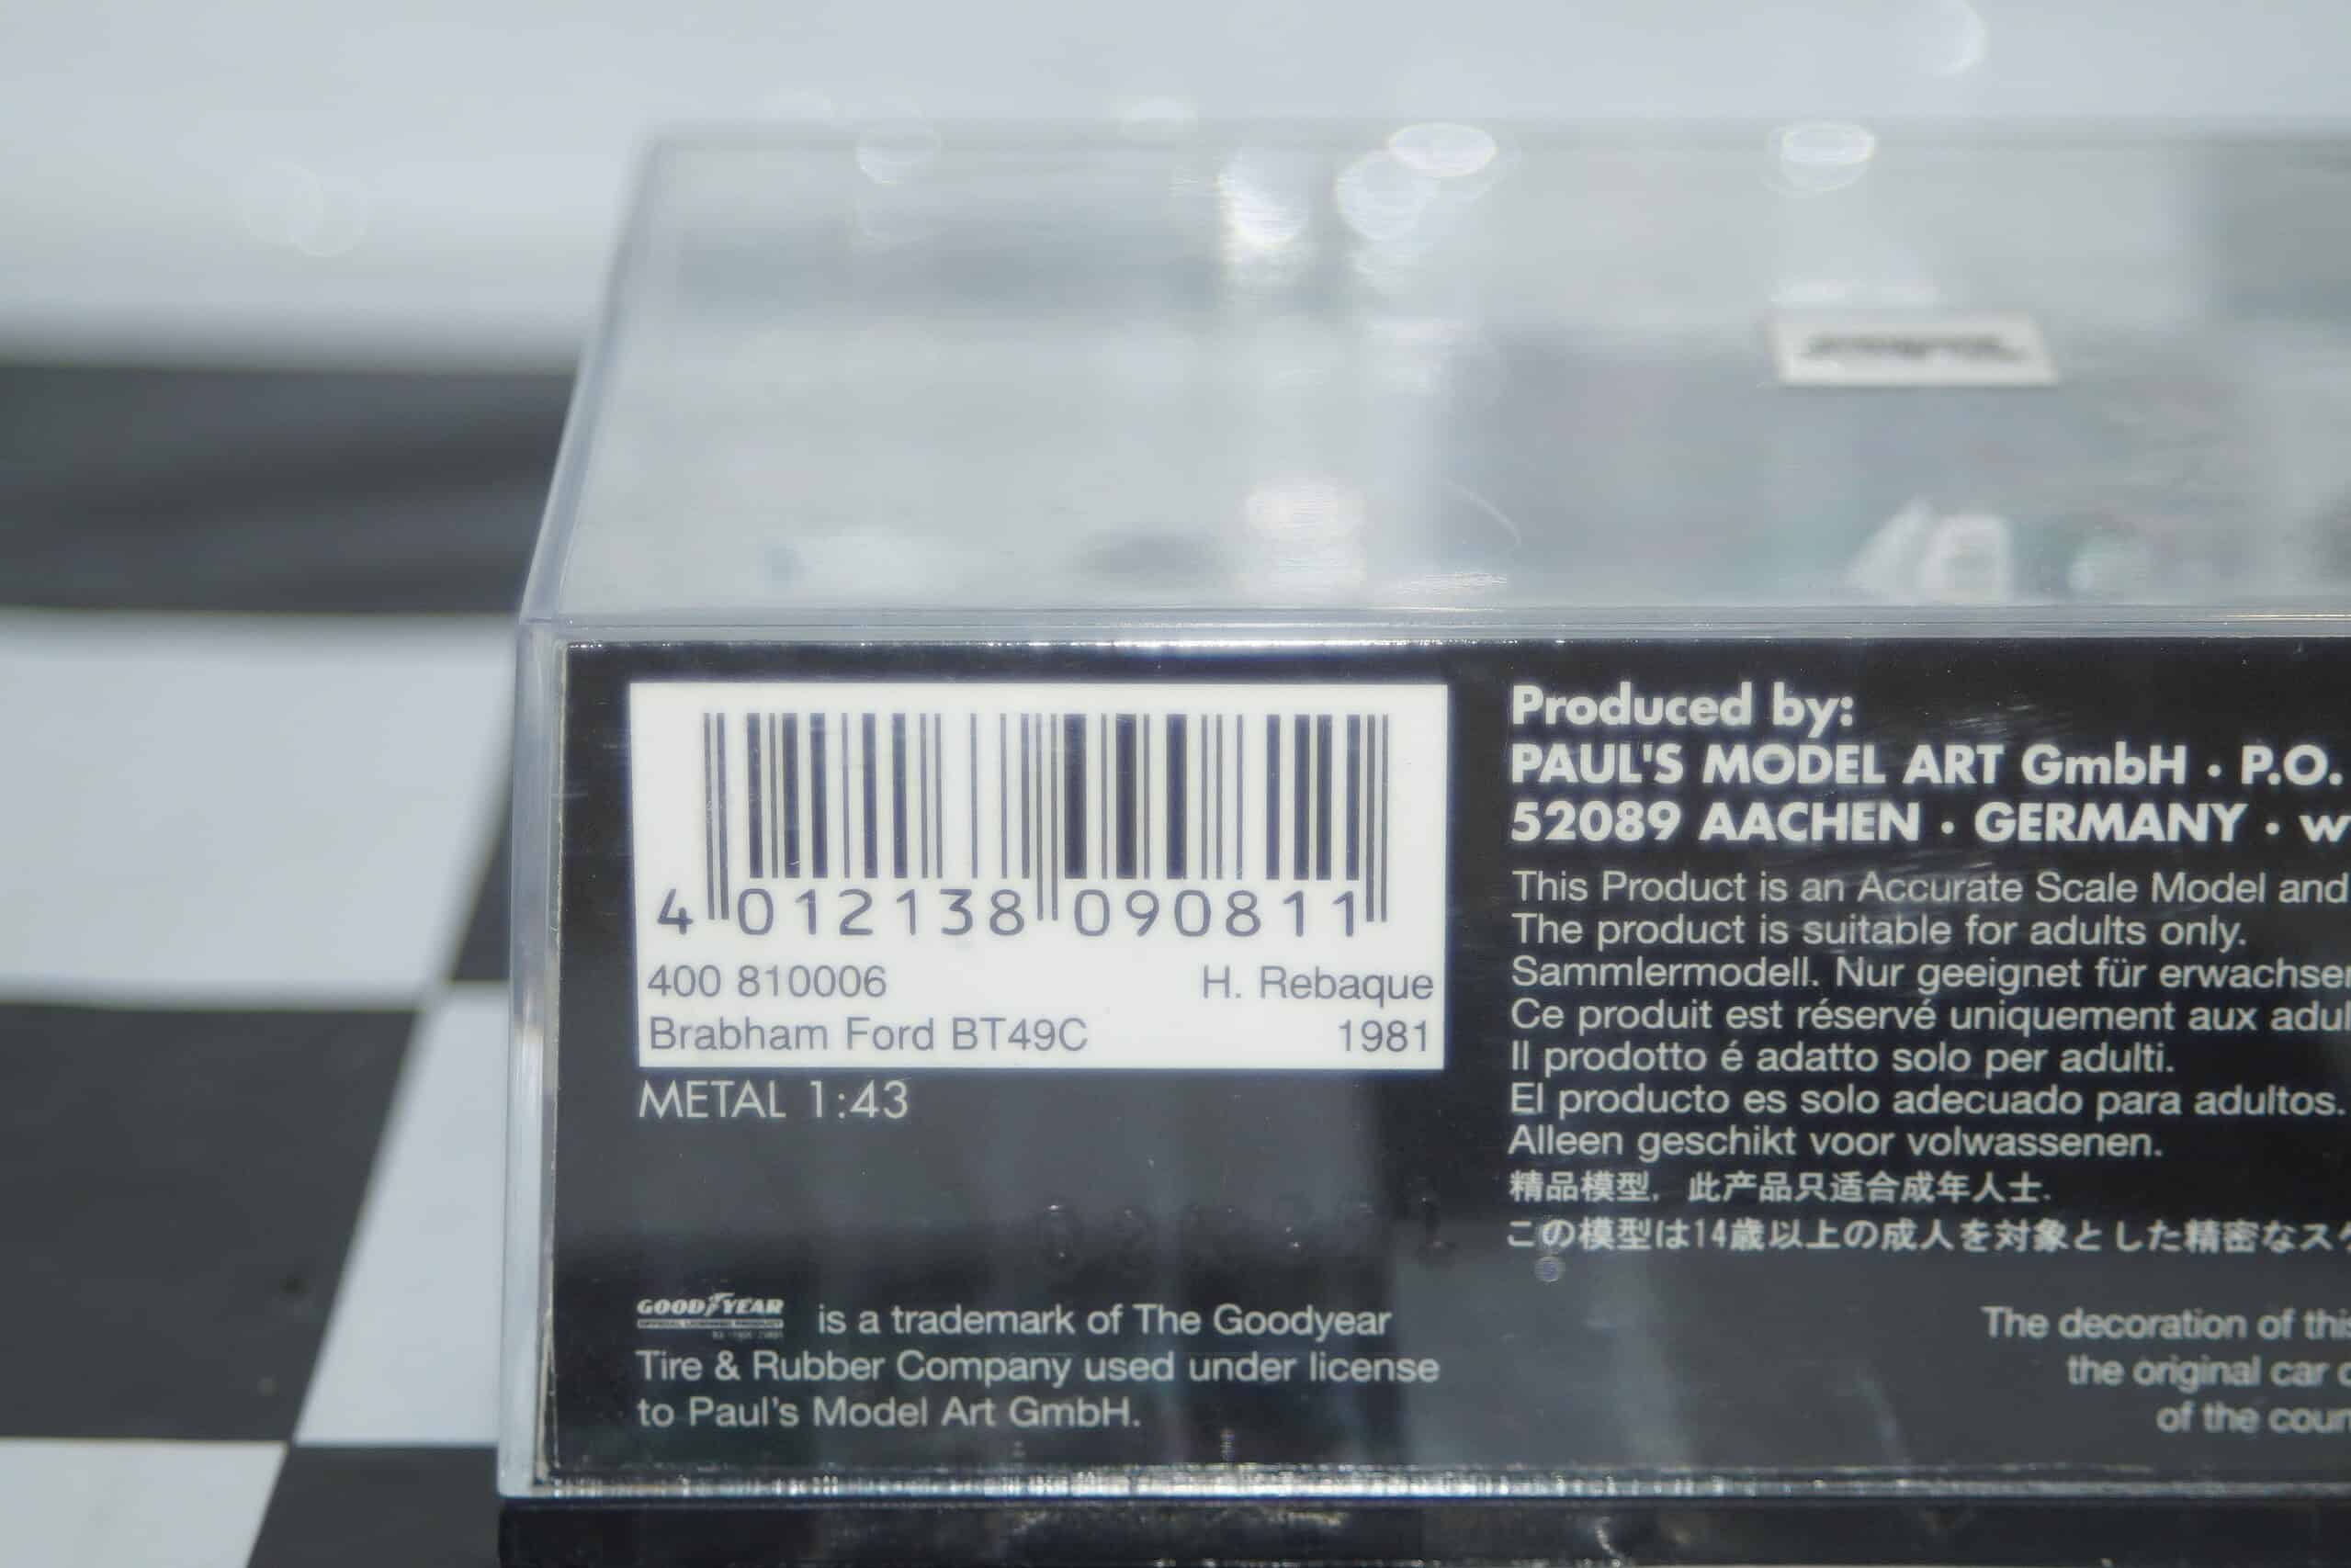 4 012138 090811
400 810006 H. Rebaque
Brabham Ford BT49C 1981
METAL 1:43
GOODYEAR is a trademark of The Goodyear
Tire & Rubber Company used under license
to Paul's Model Art GmbH.
Produced by:
PAUL'S MODEL ART GmbH · P.O.
52089 AACHEN · GERMANY · w
This Product is an Accurate Scale Model and
The product is suitable for adults only.
Sammlermodell. Nur geeignet für erwachsen
Ce produit est réservé uniquement aux adul
Il prodotto é adatto solo per adulti.
El producto es solo adecuado para adultos.
Alleen geschikt voor volwassenen.
精品模型, 此产品只适合成年人士.
この模型は14歳以上の成人を対象とした精密なスケ
The decoration of this
the original car o
of the coun